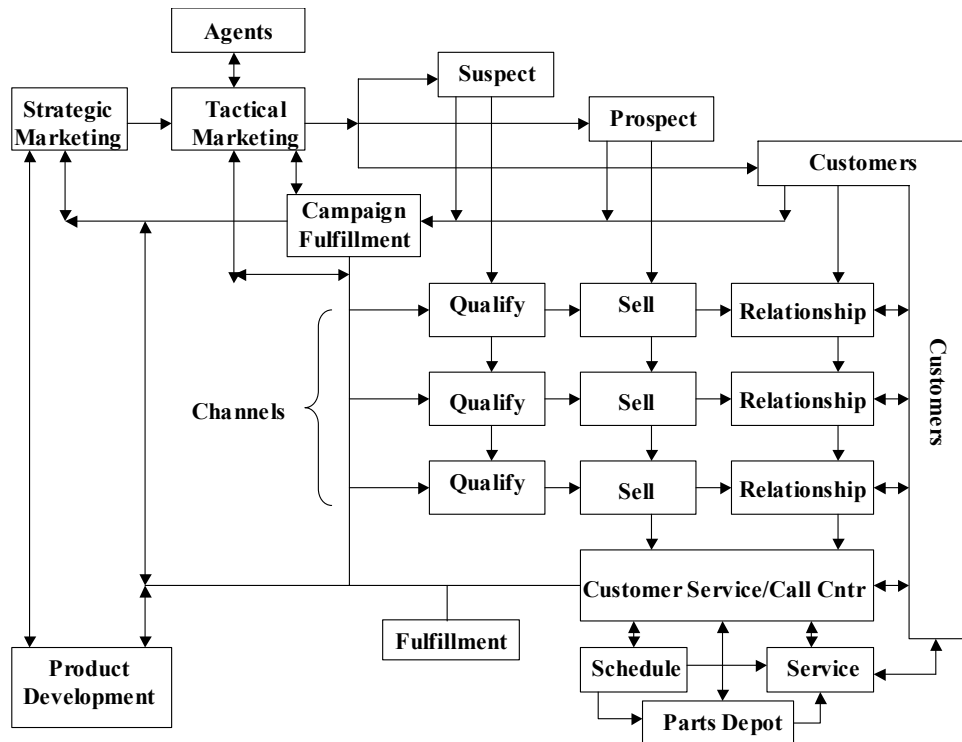 Agents
Suspect
Strategic
Marketing
Tactical
Marketing
Prospect
Customers
Campaign
Fulfillment
Qualify
Sell
Relationship
Customers
Channels
Qualify
Sell
Relationship
Qualify
Sell
Relationship
Customer Service/Call Cntr
Fulfillment
Product
Development
Schedule
Service
Parts Depot